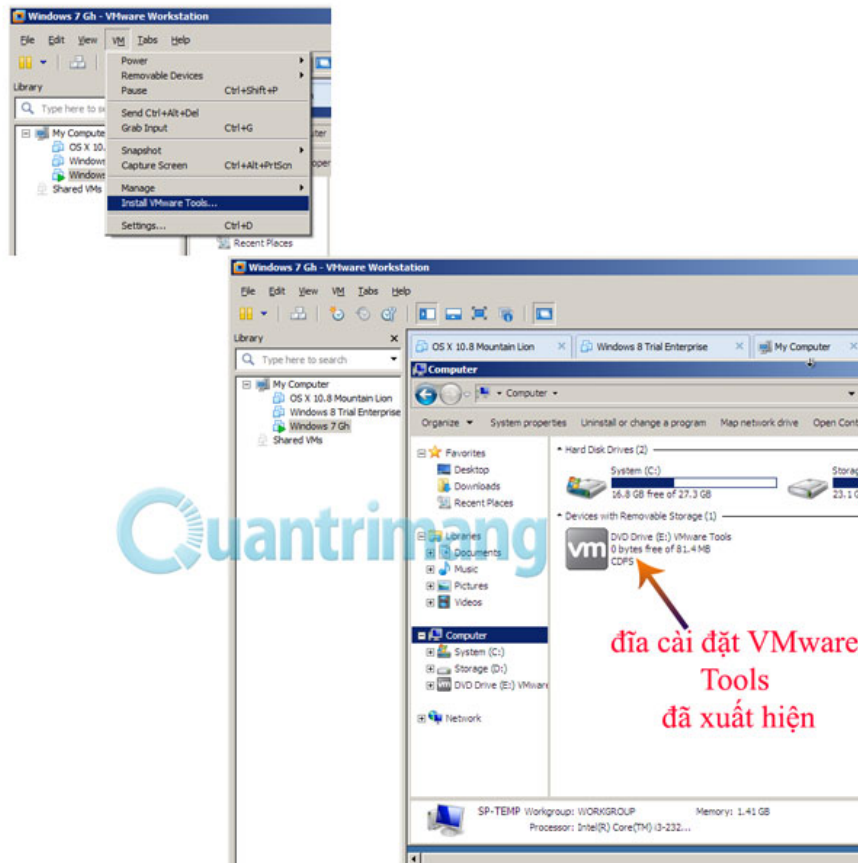 Windows 7 Gh - VMware Workstation
File Edit View VM Tabs Help
Power
Removable Devices
Pause Ctrl+Shift+P
Send Ctrl+Alt+Del
Grab Input Ctrl+G
Snapshot
Capture Screen Ctrl+Alt+PrtScn
Manage
Install VMware Tools...
Settings... Ctrl+D
Library
Type here to se
My Compute
OS X 10.
Window
Window
Shared VMs
Recent Places
Windows 7 Gh - VMware Workstation
File Edit View VM Tabs Help
Library
Type here to search
My Computer
OS X 10.8 Mountain Lion
Windows 8 Trial Enterprise
Windows 7 Gh
Shared VMs
OS X 10.8 Mountain Lion Windows 8 Trial Enterprise My Computer
Computer
Computer
Organize System properties Uninstall or change a program Map network drive Open Cont
Favorites
Desktop
Downloads
Recent Places
Libraries
Documents
Music
Pictures
Videos
Computer
System (C:)
Storage (D:)
DVD Drive (E:) VMware
Network
Hard Disk Drives (2)
System (C:)
16.8 GB free of 27.3 GB
Storag
23.1 G
Devices with Removable Storage (1)
vm
DVD Drive (E:) VMware Tools
0 bytes free of 81.4 MB
CDFS
Quantrimang
đĩa cài đặt VMware
Tools
đã xuất hiện
SP-TEMP Workgroup: WORKGROUP Memory: 1.41 GB
Processor: Intel(R) Core(TM) i3-232...